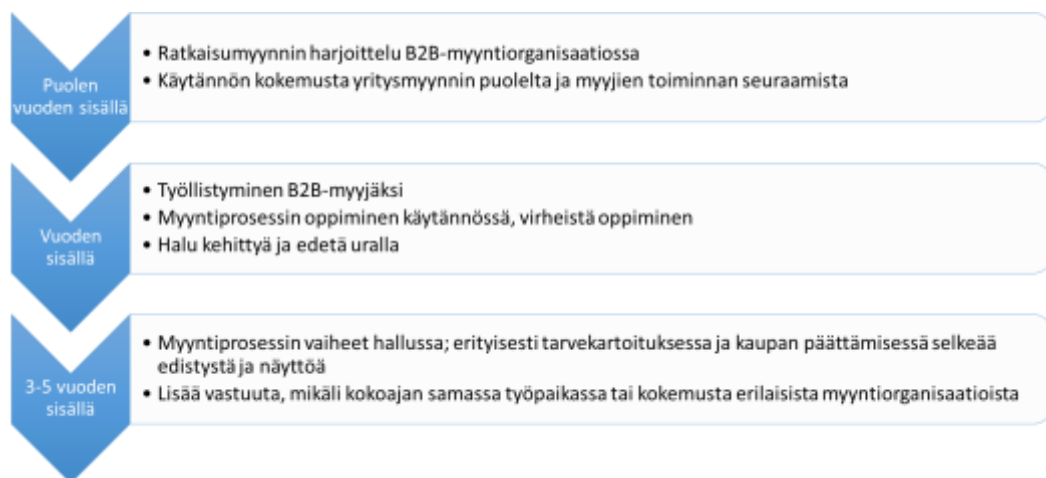 Puolen
vuoden sisällä
• Ratkaisumyynnin harjoittelu B2B-myyntiorganisaatiossa
• Käytännön kokemusta yritysmyynnin puolelta ja myyjien toiminnan seuraamista
Vuoden
sisällä
• Työllistyminen B2B-myyjäksi
• Myyntiprosessin oppiminen käytännössä, virheistä oppiminen
• Halu kehittyä ja edetä uralla
3-5 vuoden
sisällä
• Myyntiprosessin vaiheet hallussa; erityisesti tarvekartoituksessa ja kaupan päättämisessä selkeää
edistystä ja näyttöä
• Lisää vastuuta, mikäli kokoajan samassa työpaikassa tai kokemusta erilaisista myyntiorganisaatioista